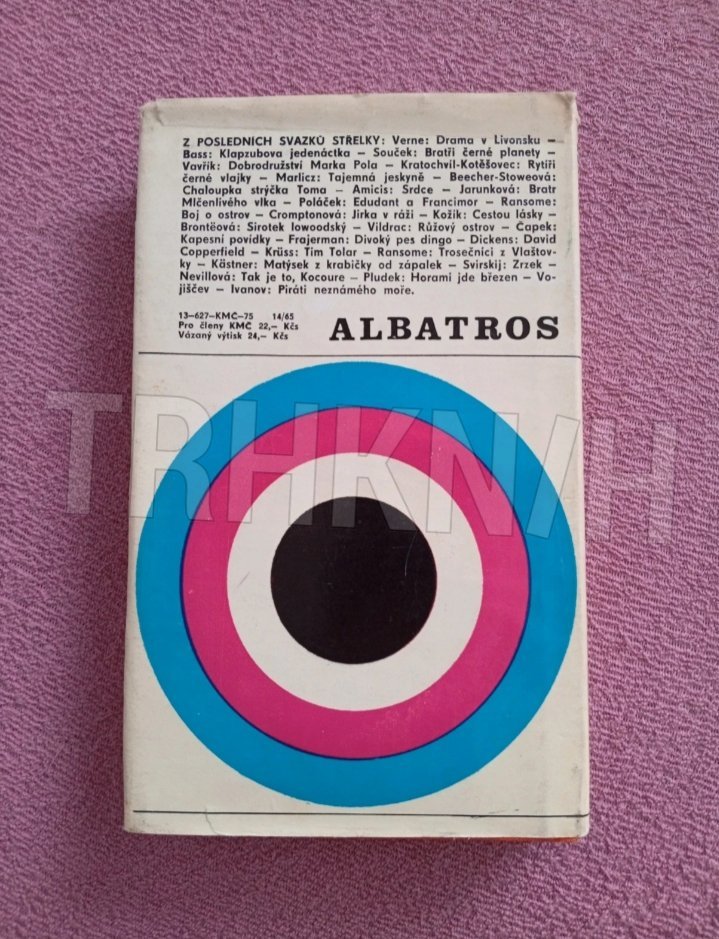 Z POSLEDNÍCH SVAZKŮ STŘELKY: Verne: Drama v Livonsku –
Bass: Klapzubova jedenáctka – Souček: Bratři černé planety –
Vavřík: Dobrodružství Marka Pola – Kratochvíl-Kotěšovec: Rytíři
černé vlajky – Marlicz: Tajemná jeskyně – Beecher-Stoweová:
Chaloupka strýčka Toma – Amicis: Srdce – Jarunková: Bratr
Mlčenlivého vlka – Poláček: Edudant a Francimor – Ransome:
Boj o ostrov – Cromptonová: Jirka v ráži – Kožík: Cestou lásky –
Brontëová: Sirotek lowoodský – Vildrac: Růžový ostrov – Čapek:
Kapesní povídky – Frajerman: Divoký pes dingo – Dickens: David
Copperfield – Krüss: Tim Tolar – Ransome: Trosečníci z Vlaštov-
ky – Kästner: Matýsek z krabičky od zápalek – Svirskij: Zrzek –
Nevillová: Tak je to, Kocoure – Pludek: Horami jde březen – Vo-
jiščev – Ivanov: Piráti neznámého moře.
13–627–KMČ–75 14/65
Pro členy KMČ 22,– Kčs
Vázaný výtisk 24,– Kčs
ALBATROS
TRHKNIH